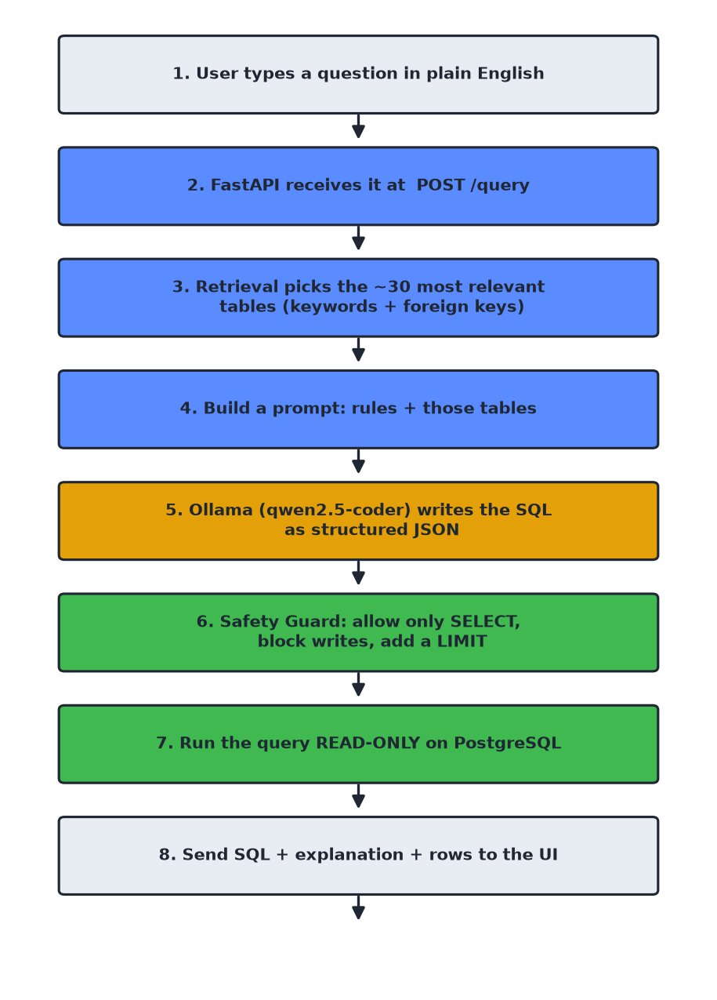 1. User types a question in plain English
2. FastAPI receives it at  POST /query
3. Retrieval picks the ~30 most relevant
tables (keywords + foreign keys)
4. Build a prompt: rules + those tables
5. Ollama (qwen2.5-coder) writes the SQL
as structured JSON
6. Safety Guard: allow only SELECT,
block writes, add a LIMIT
7. Run the query READ-ONLY on PostgreSQL
8. Send SQL + explanation + rows to the UI